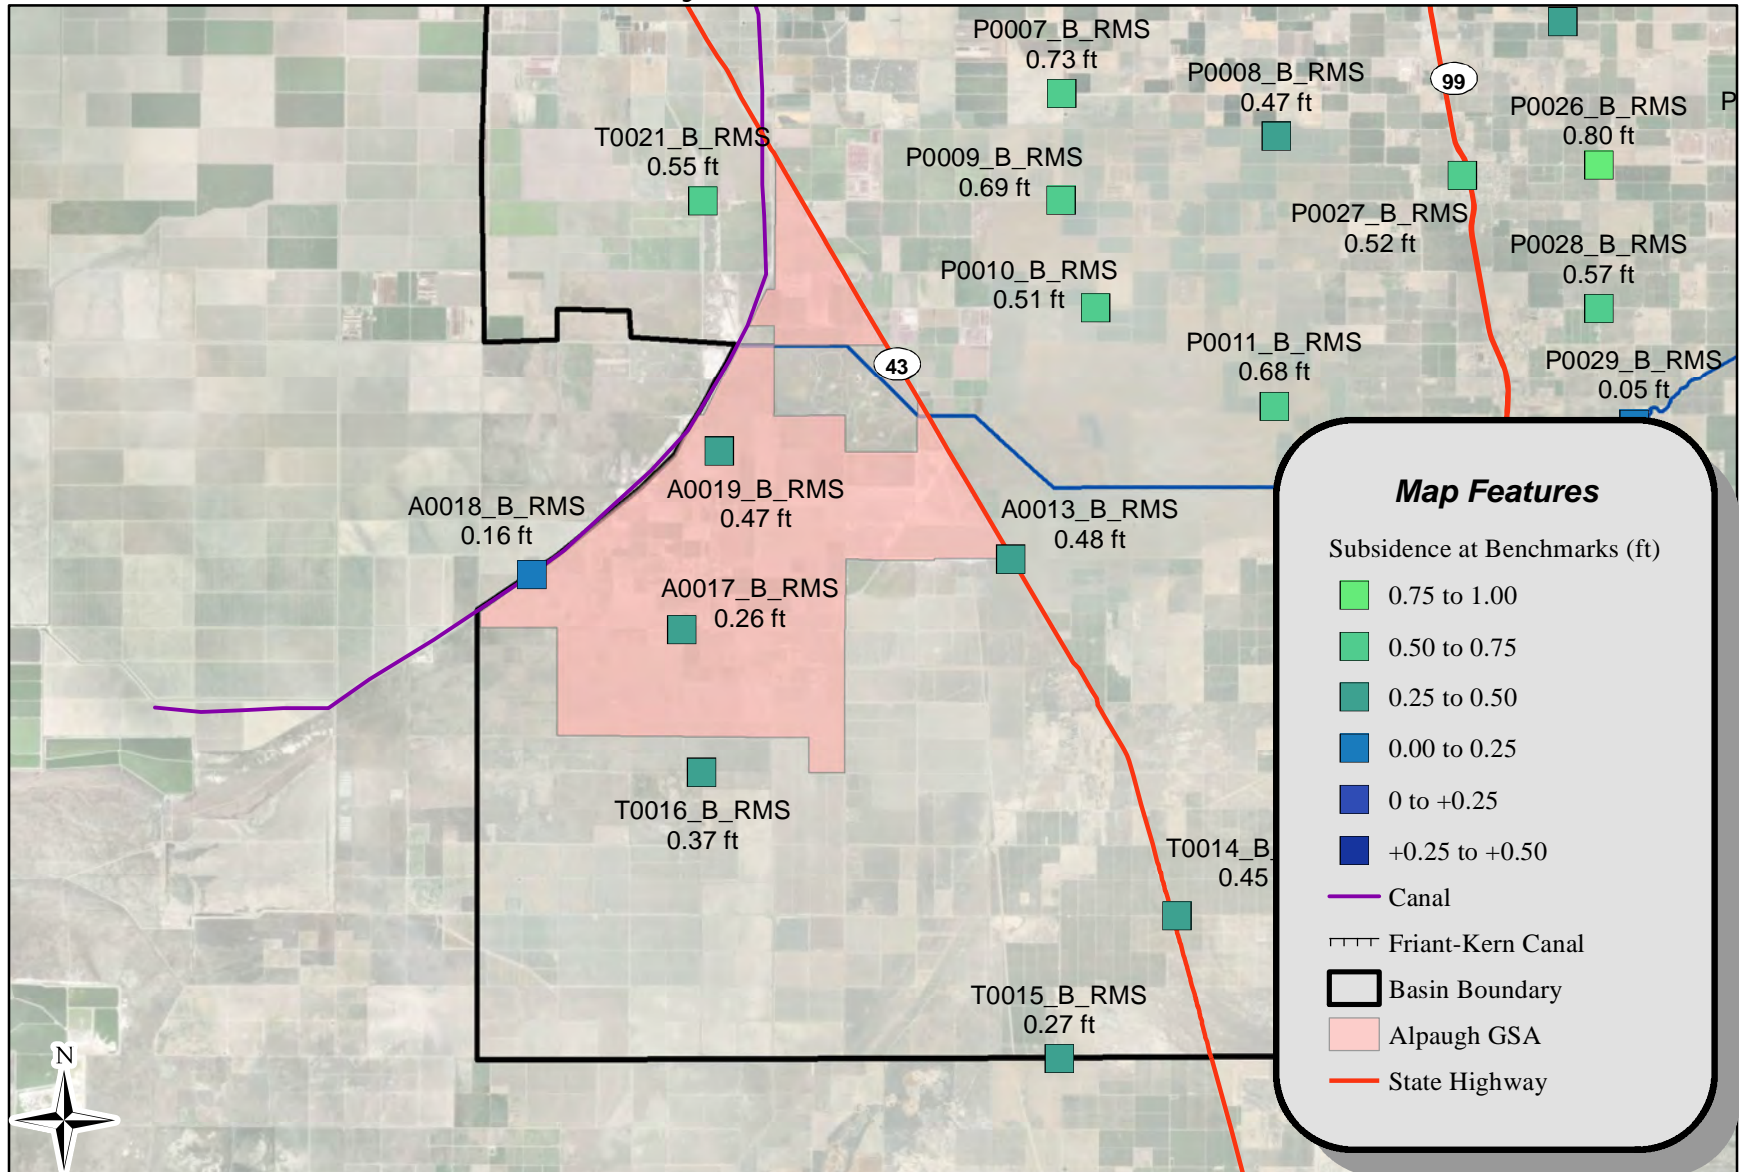 P0007_B_RMS
0.73 ft
P0008_B_RMS
0.47 ft
99
P0026_B_RMS
0.80 ft
P
T0021_B_RMS
0.55 ft
P0009_B_RMS
0.69 ft
P0027_B_RMS
0.52 ft
P0028_B_RMS
0.57 ft
P0010_B_RMS
0.51 ft
43
P0011_B_RMS
0.68 ft
P0029_B_RMS
0.05 ft
A0018_B_RMS
0.16 ft
A0019_B_RMS
0.47 ft
A0013_B_RMS
0.48 ft
A0017_B_RMS
0.26 ft
T0016_B_RMS
0.37 ft
T0014_B
0.45
T0015_B_RMS
0.27 ft
N
Map Features
Subsidence at Benchmarks (ft)
0.75 to 1.00
0.50 to 0.75
0.25 to 0.50
0.00 to 0.25
0 to +0.25
+0.25 to +0.50
Canal
Friant-Kern Canal
Basin Boundary
Alpaugh GSA
State Highway